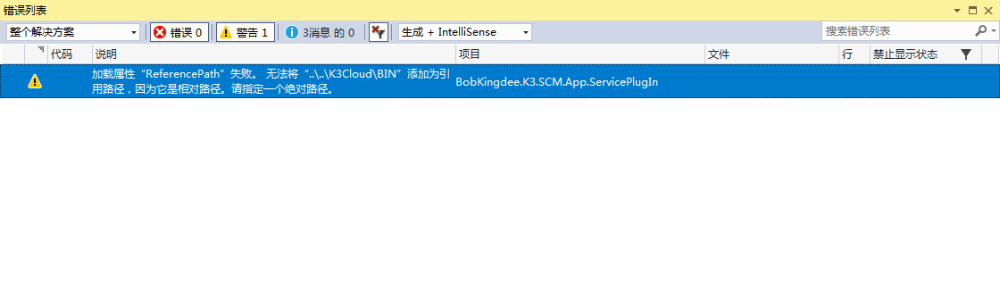 错误列表
整个解决方案
错误 0
警告 1
3消息 的 0
生成 + IntelliSense
搜索错误列表
代码
说明
项目
文件
行
禁止显示状态
加载属性“ReferencePath”失败。 无法将“..\..\K3Cloud\BIN”添加为引
用路径，因为它是相对路径。请指定一个绝对路径。
BobKingdee.K3.SCM.App.ServicePlugIn